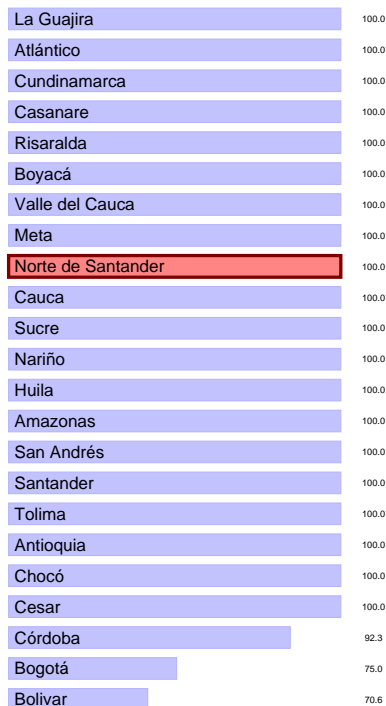 La Guajira 100.0
Atlántico 100.0
Cundinamarca 100.0
Casanare 100.0
Risaralda 100.0
Boyacá 100.0
Valle del Cauca 100.0
Meta 100.0
Norte de Santander 100.0
Cauca 100.0
Sucre 100.0
Nariño 100.0
Huila 100.0
Amazonas 100.0
San Andrés 100.0
Santander 100.0
Tolima 100.0
Antioquia 100.0
Chocó 100.0
Cesar 100.0
Córdoba 92.3
Bogotá 75.0
Bolivar 70.6